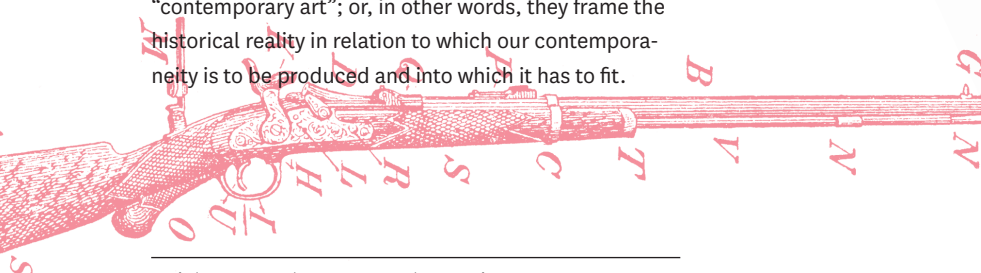 “contemporary art”; or, in other words, they frame the
historical reality in relation to which our contempora-
neity is to be produced and into which it has to fit.
M
K
I
Q
P
B
G
H
L
R
S
C
T
V
N
N
O
U
J
S